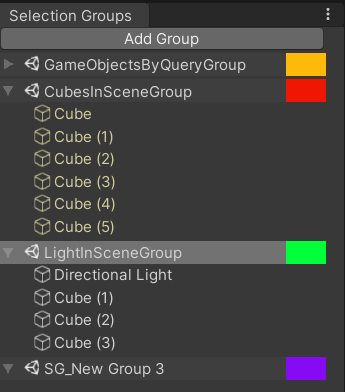 Selection Groups
Add Group
GameObjectsByQueryGroup
CubesInSceneGroup
Cube
Cube (1)
Cube (2)
Cube (3)
Cube (4)
Cube (5)
LightInSceneGroup
Directional Light
Cube (1)
Cube (2)
Cube (3)
SG_New Group 3